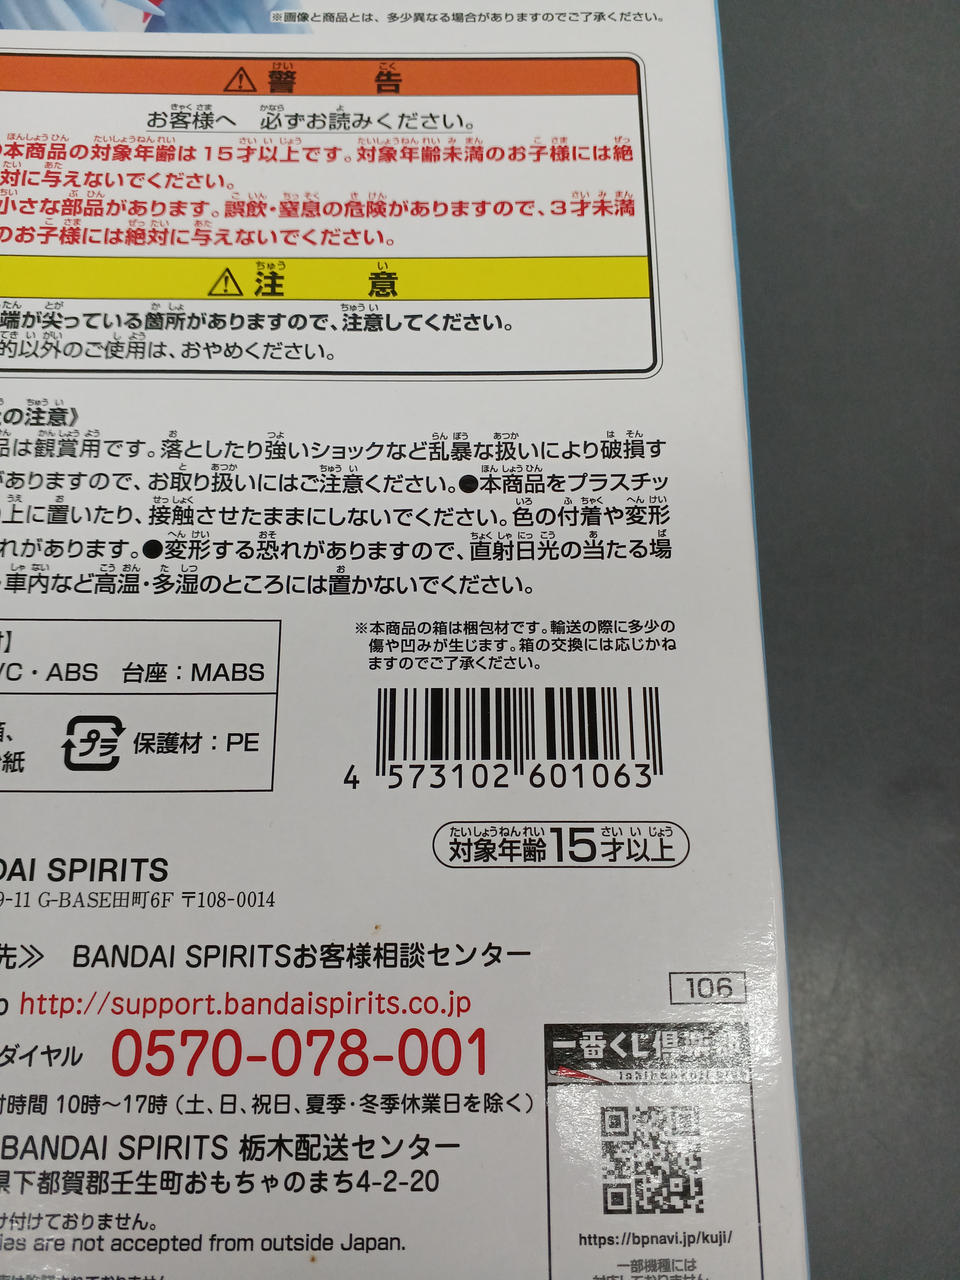 ※画像と商品とは、多少異なる場合がありますのでご了承ください。
⚠警告
お客様へ 必ずお読みください。
本商品の対象年齢は15才以上です。対象年齢未満のお子様には絶
対に与えないでください。
小さな部品があります。誤飲・窒息の危険がありますので、3才未満
のお子様には絶対に与えないでください。
⚠注意
端が尖っている箇所がありますので、注意してください。
的以外のご使用は、おやめください。
の注意》
品は観賞用です。落としたり強いショックなど乱暴な扱いにより破損す
がありますので、お取り扱いにはご注意ください。●本商品をプラスチッ
上に置いたり、接触させたままにしないでください。色の付着や変形
れがあります。●変形する恐れがありますので、直射日光の当たる場
車内など高温・多湿のところには置かないでください。
※本商品の箱は梱包材です。輸送の際に多少の
傷や凹みが生じます。箱の交換には応じかね
ますのでご了承ください。
VC・ABS 台座：MABS
プラ 保護材：PE
紙
4 573102 601063
対象年齢15才以上
DAI SPIRITS
9-11 G-BASE田町6F 〒108-0014
先≫ BANDAI SPIRITSお客様相談センター
http://support.bandaispirits.co.jp
ダイヤル 0570-078-001
付時間 10時〜17時（土、日、祝日、夏季・冬季休業日を除く）
BANDAI SPIRITS 栃木配送センター
県下都賀郡壬生町おもちゃのまち4-2-20
け付けておりません。
ies are not accepted from outside Japan.
106
一番くじ倶楽部
https://bpnavi.jp/kuji/
一部機種には
対応しておりません